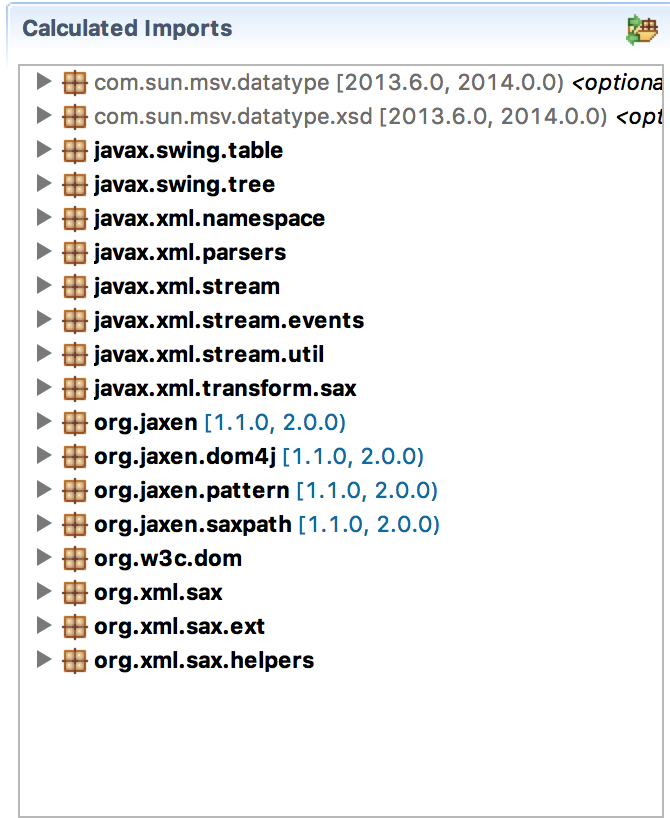 Calculated Imports
com.sun.msv.datatype [2013.6.0, 2014.0.0) <optiona
com.sun.msv.datatype.xsd [2013.6.0, 2014.0.0) <opt
javax.swing.table
javax.swing.tree
javax.xml.namespace
javax.xml.parsers
javax.xml.stream
javax.xml.stream.events
javax.xml.stream.util
javax.xml.transform.sax
org.jaxen [1.1.0, 2.0.0)
org.jaxen.dom4j [1.1.0, 2.0.0)
org.jaxen.pattern [1.1.0, 2.0.0)
org.jaxen.saxpath [1.1.0, 2.0.0)
org.w3c.dom
org.xml.sax
org.xml.sax.ext
org.xml.sax.helpers